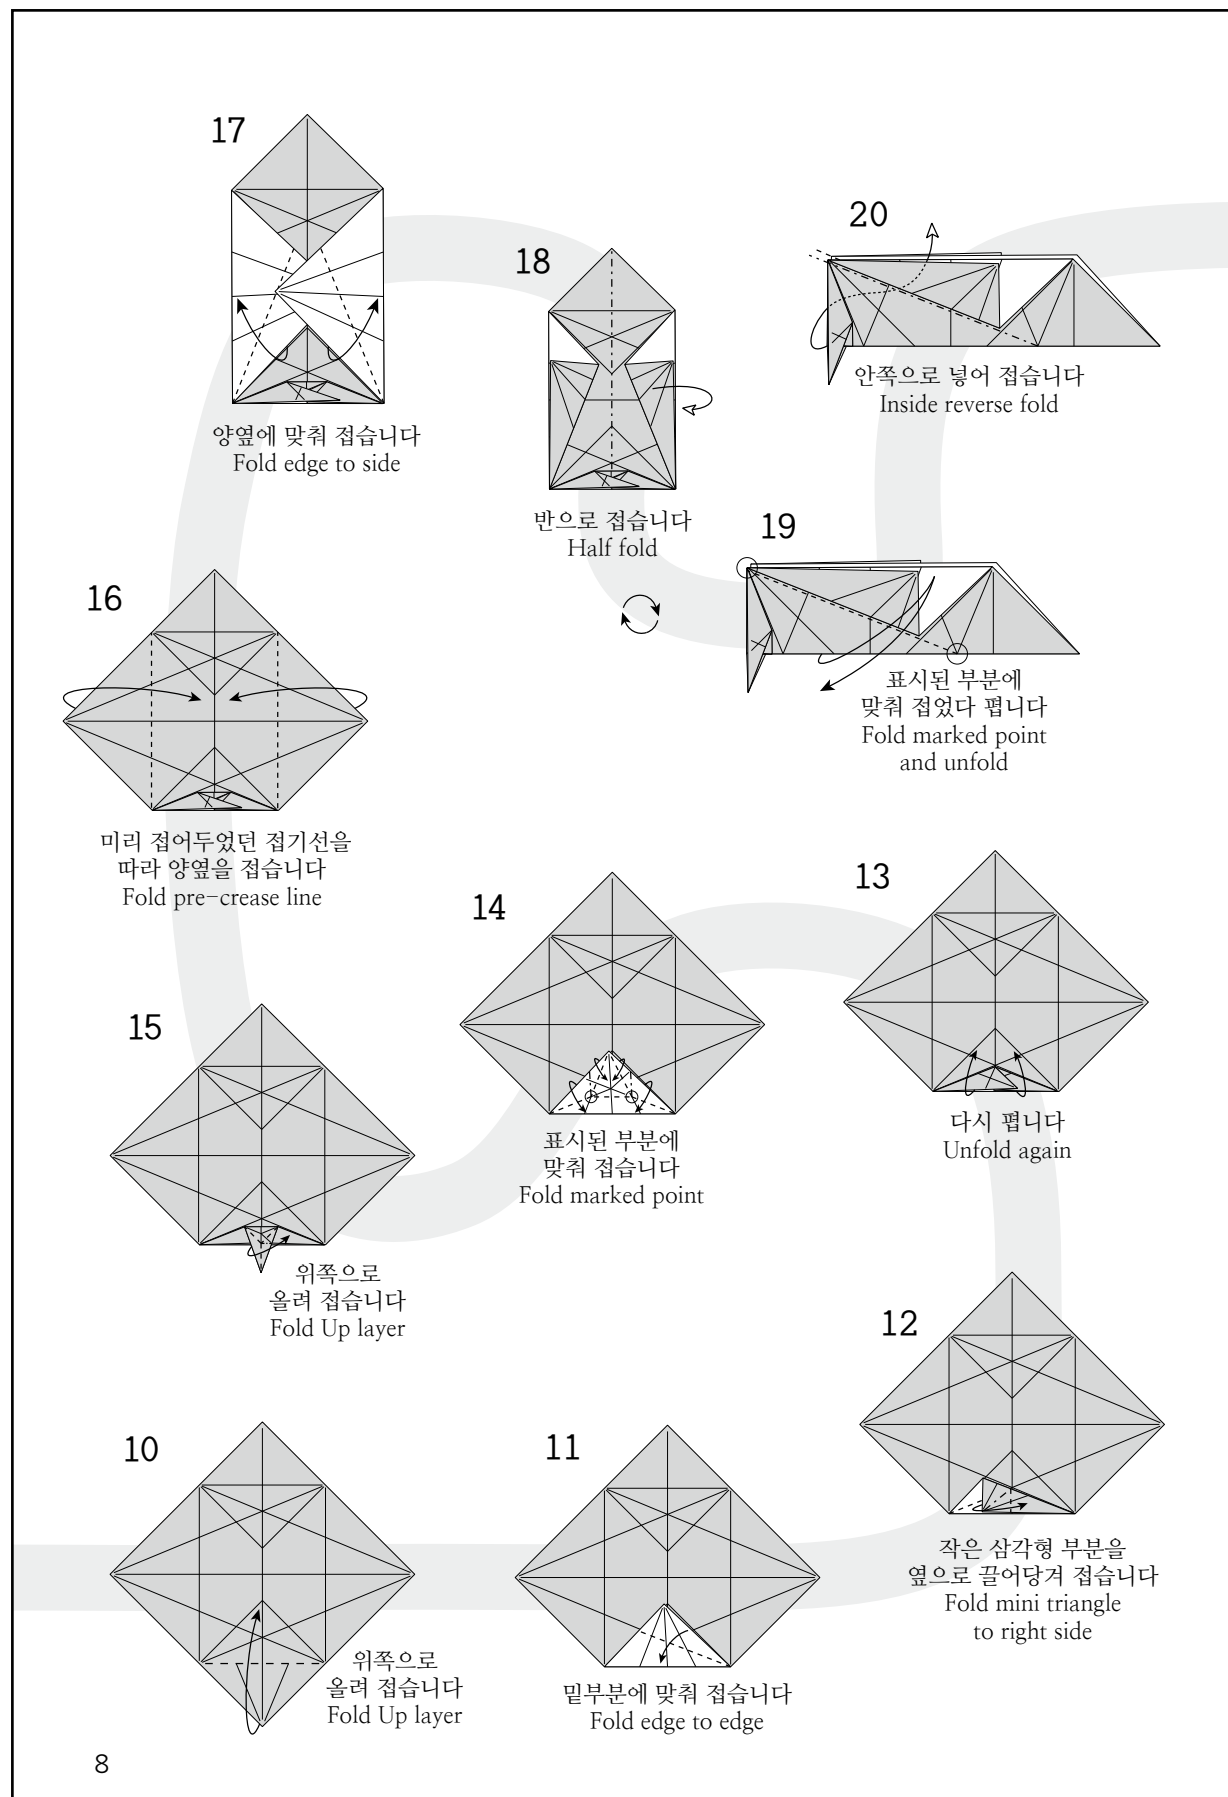 17
양옆에 맞춰 접습니다
Fold edge to side
18
반으로 접습니다
Half fold
20
안쪽으로 넣어 접습니다
Inside reverse fold
19
표시된 부분에
맞춰 접었다 폅니다
Fold marked point
and unfold
16
미리 접어두었던 접기선을
따라 양옆을 접습니다
Fold pre-crease line
15
위쪽으로
올려 접습니다
Fold Up layer
14
표시된 부분에
맞춰 접습니다
Fold marked point
13
다시 폅니다
Unfold again
12
작은 삼각형 부분을
옆으로 끌어당겨 접습니다
Fold mini triangle
to right side
10
위쪽으로
올려 접습니다
Fold Up layer
11
밑부분에 맞춰 접습니다
Fold edge to edge
8